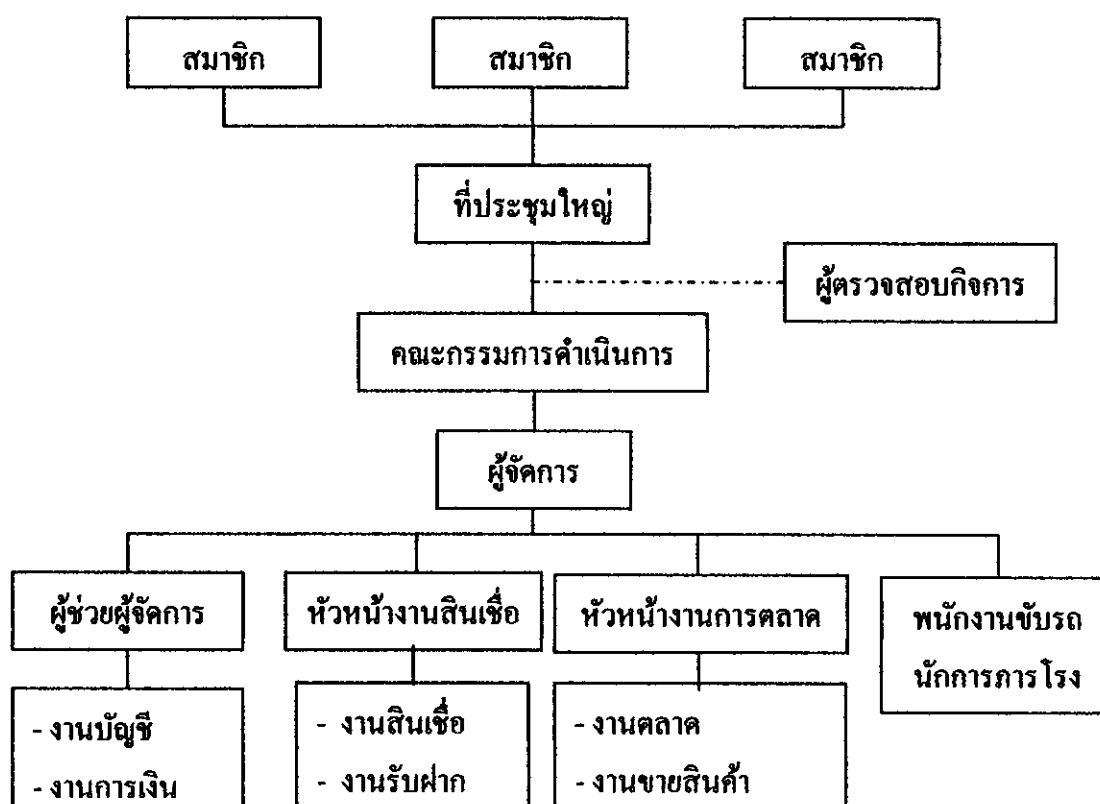 สมาชิก
สมาชิก
สมาชิก
ที่ประชุมใหญ่
ผู้ตรวจสอบกิจการ
คณะกรรมการดำเนินการ
ผู้จัดการ
ผู้ช่วยผู้จัดการ
หัวหน้างานสินเชื่อ
หัวหน้างานการตลาด
พนักงานขับรถ
นักการภารโรง
- งานบัญชี
- งานการเงิน
- งานสินเชื่อ
- งานรับฝาก
- งานตลาด
- งานขายสินค้า